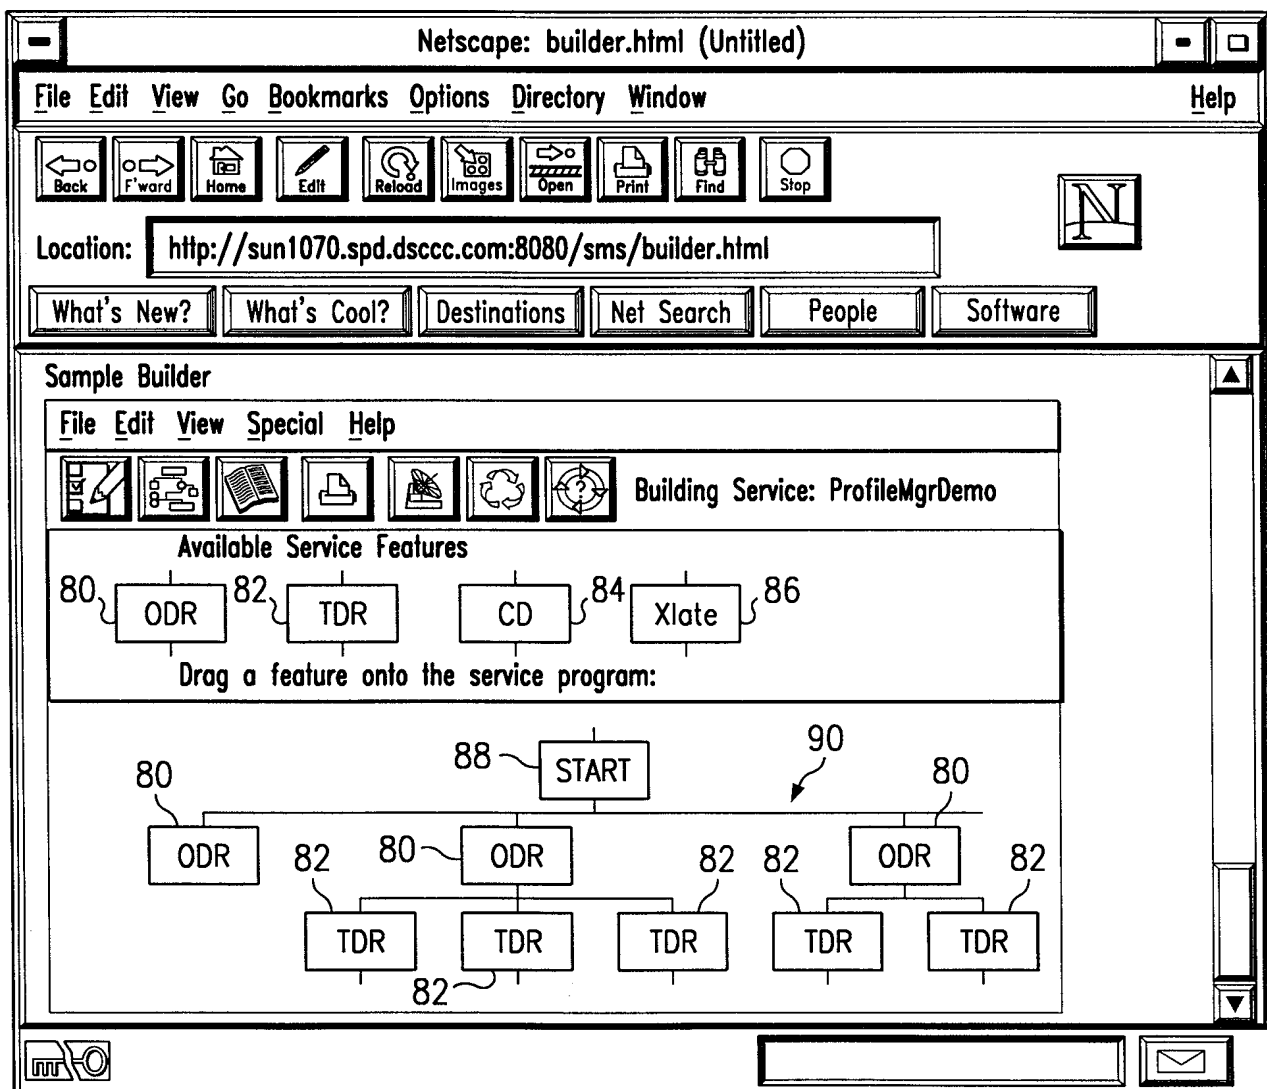 Netscape: builder.html (Untitled)
File Edit View Go Bookmarks Options Directory Window Help
Back F'ward Home Edit Reload Images Open Print Find Stop
N
Location: http://sun1070.spd.dsccc.com:8080/sms/builder.html
What's New? What's Cool? Destinations Net Search People Software
Sample Builder
File Edit View Special Help
? Building Service: ProfileMgrDemo
Available Service Features
80 ODR 82 TDR CD 84 Xlate 86
Drag a feature onto the service program:
88 START 90
80 80
ODR 80 ODR ODR
82 82 82 82
TDR TDR TDR TDR TDR
82